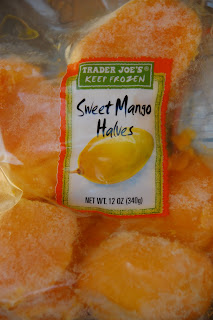 TRADER JOE'S®
KEEP FROZEN
Sweet Mango
Halves
NET WT. 12 OZ (340g)